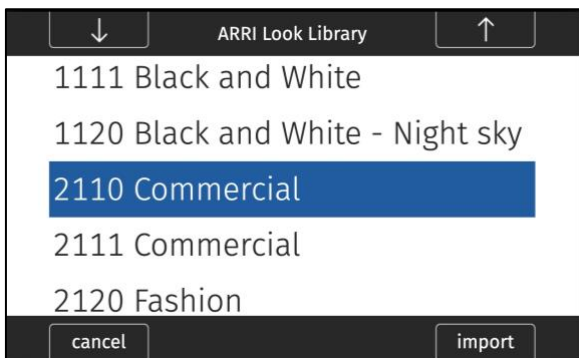 ↓ ARRI Look Library ↑
1111 Black and White
1120 Black and White - Night sky
2110 Commercial
2111 Commercial
2120 Fashion
cancel import